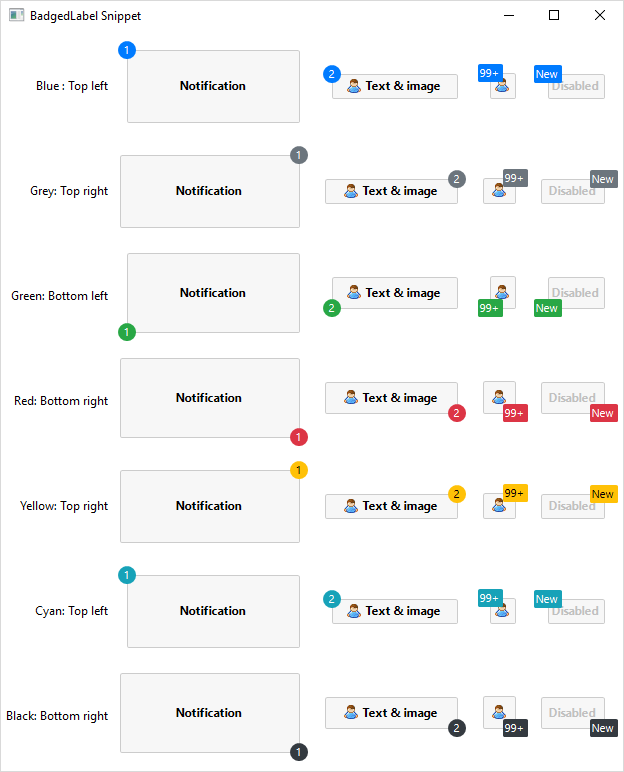 BadgedLabel Snippet
Blue : Top left
1
Notification
2
Text & image
99+
New
Disabled
Grey: Top right
Notification
1
Text & image
2
99+
Disabled
New
Green: Bottom left
Notification
1
Text & image
2
99+
Disabled
New
Red: Bottom right
Notification
1
Text & image
2
99+
Disabled
New
Yellow: Top right
Notification
1
Text & image
2
99+
Disabled
New
Cyan: Top left
1
Notification
2
Text & image
99+
New
Disabled
Black: Bottom right
Notification
1
Text & image
2
99+
Disabled
New